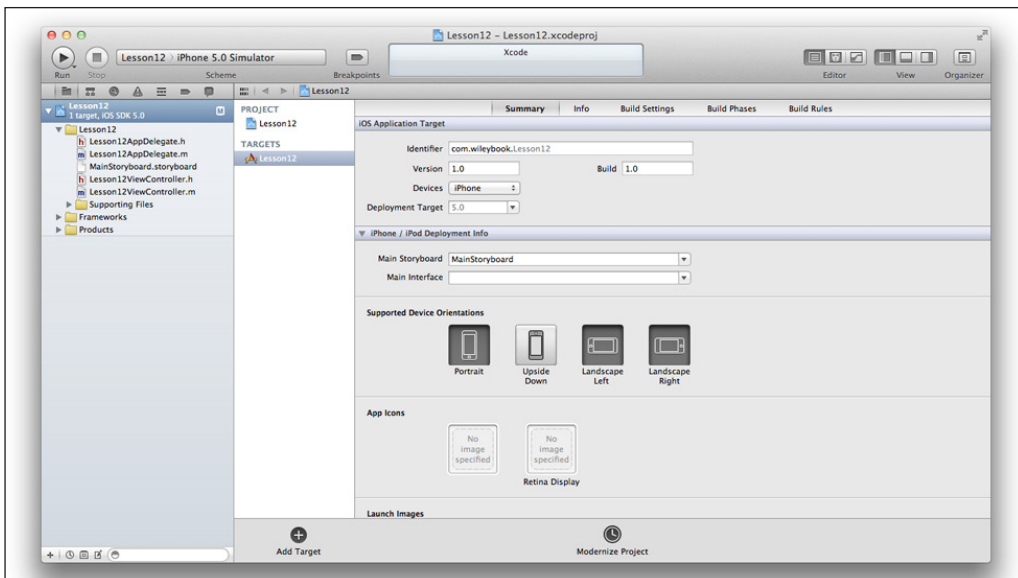 Lesson12 – Lesson12.xcodeproj
Run
Stop
Lesson12 › iPhone 5.0 Simulator
Scheme
Breakpoints
Xcode
Editor
View
Organizer
Lesson12
Lesson12
1 target, iOS SDK 5.0
M
Lesson12
h Lesson12AppDelegate.h
m Lesson12AppDelegate.m
MainStoryboard.storyboard
h Lesson12ViewController.h
m Lesson12ViewController.m
Supporting Files
Frameworks
Products
PROJECT
Lesson12
TARGETS
Lesson12
Summary Info Build Settings Build Phases Build Rules
iOS Application Target
Identifier com.wileybook.Lesson12
Version 1.0 Build 1.0
Devices iPhone
Deployment Target 5.0
iPhone / iPod Deployment Info
Main Storyboard MainStoryboard
Main Interface
Supported Device Orientations
Portrait
Upside
Down
Landscape
Left
Landscape
Right
App Icons
No
image
specified
No
image
specified
Retina Display
Launch Images
Add Target
Modernize Project